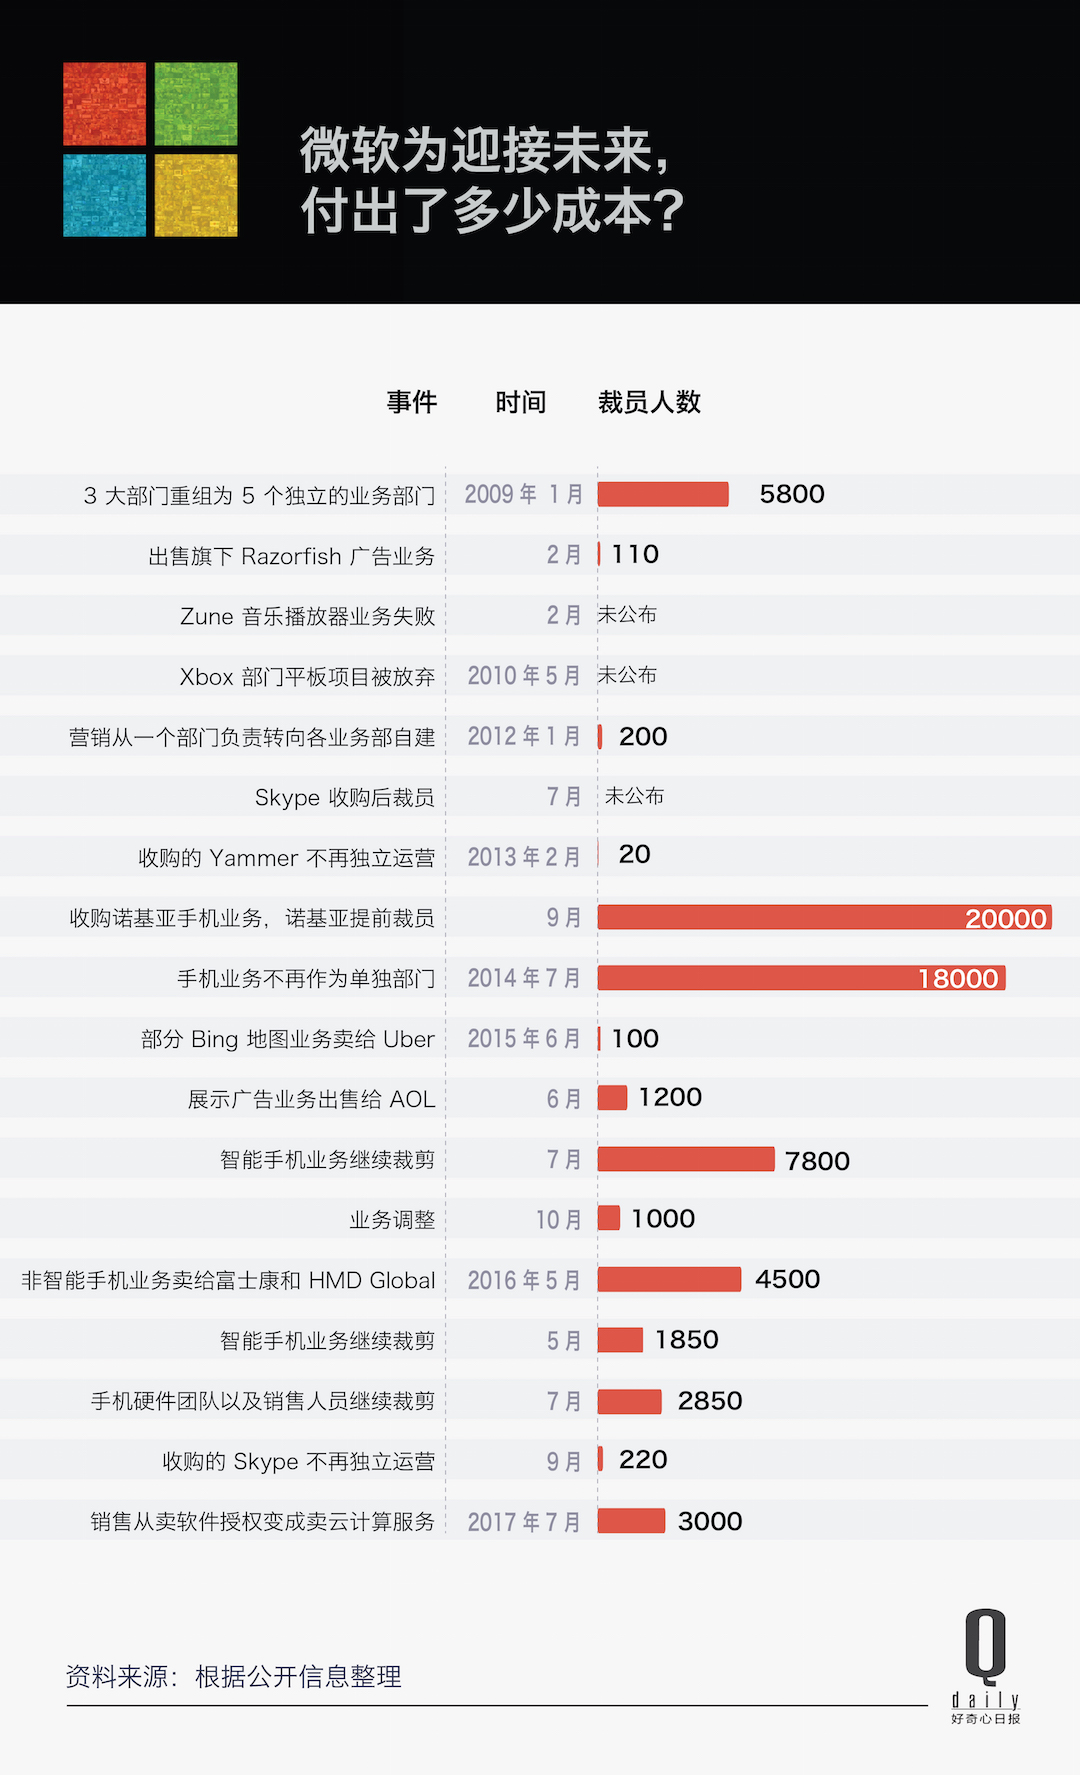 微软为迎接未来，
付出了多少成本？
事件 时间 裁员人数
3 大部门重组为 5 个独立的业务部门 2009 年 1 月 5800
出售旗下 Razorfish 广告业务 2 月 110
Zune 音乐播放器业务失败 2 月 未公布
Xbox 部门平板项目被放弃 2010 年 5 月 未公布
营销从一个部门负责转向各业务部自建 2012 年 1 月 200
Skype 收购后裁员 7 月 未公布
收购的 Yammer 不再独立运营 2013 年 2 月 20
收购诺基亚手机业务，诺基亚提前裁员 9 月 20000
手机业务不再作为单独部门 2014 年 7 月 18000
部分 Bing 地图业务卖给 Uber 2015 年 6 月 100
展示广告业务出售给 AOL 6 月 1200
智能手机业务继续裁剪 7 月 7800
业务调整 10 月 1000
非智能手机业务卖给富士康和 HMD Global 2016 年 5 月 4500
智能手机业务继续裁剪 5 月 1850
手机硬件团队以及销售人员继续裁剪 7 月 2850
收购的 Skype 不再独立运营 9 月 220
销售从卖软件授权变成卖云计算服务 2017 年 7 月 3000
资料来源：根据公开信息整理
Q
daily
好奇心日报